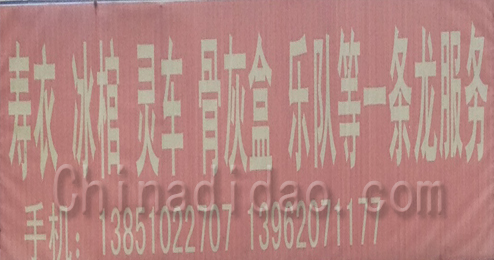 寿衣 冰棺 灵车 骨灰盒 乐队等一条龙服务
Chinadidao.com
手机：13851022707 13962071177